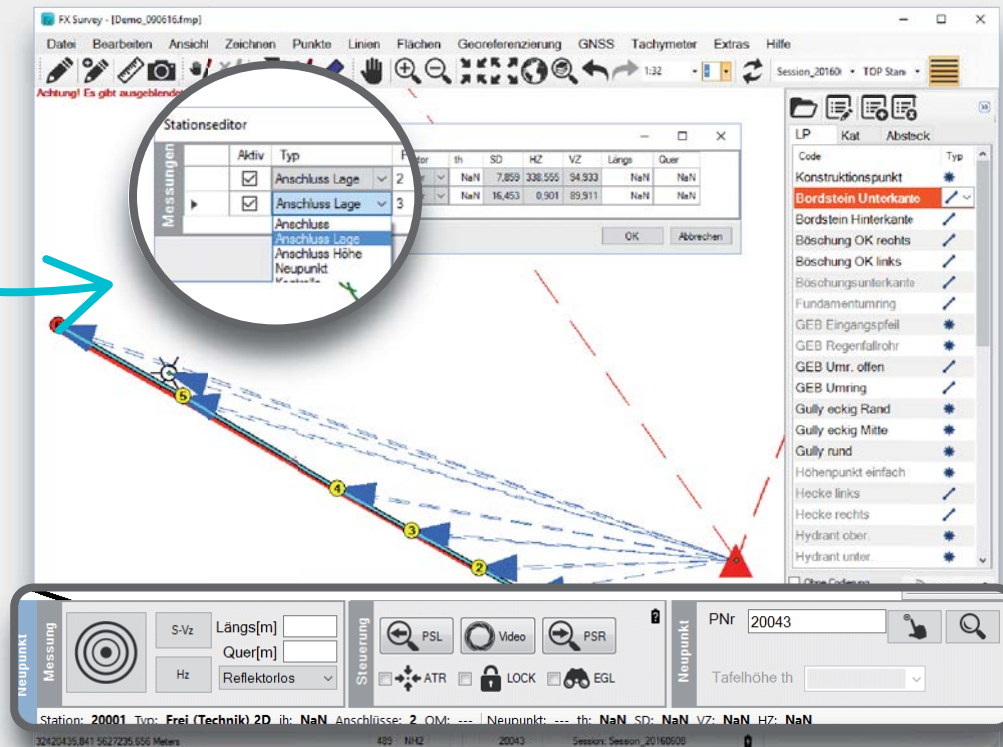 FX Survey - [Demo_090616.fmp]
Datei Bearbeiten Ansicht Zeichnen Punkte Linien Flächen Georeferenzierung GNSS Tachymeter Extras Hilfe
1:32 Session_20160 TOP Stan
Achtung! Es gibt ausgeblendet
Stationseditor
Messungen
Aktiv Typ
th SD HZ VZ Längs Quer
Anschluss Lage 2 NaN 7,859 338,555 94,933 NaN NaN
Anschluss Lage 3 NaN 16,453 0,901 89,911 NaN NaN
Anschluss
Anschluss Lage
Anschluss Höhe
Neupunkt
Kontrolle
OK Abbrechen
LP Kat Absteck
Code Typ
Konstruktionspunkt
Bordstein Unterkante
Bordstein Hinterkante
Böschung OK rechts
Böschung OK links
Böschungsunterkante
Fundamentumring
GEB Eingangspfeil
GEB Regenfallrohr
GEB Umr. offen
GEB Umring
Gully eckig Rand
Gully eckig Mitte
Gully rund
Höhenpunkt einfach
Hecke links
Hecke rechts
Hydrant ober.
Hydrant unter.
Ohne Codierung
5
4
3
2
Neupunkt
Messung
S-Vz
Hz
Längs[m]
Quer[m]
Reflektorlos
Steuerung
PSL Video PSR
ATR LOCK EGL
Neupunkt
PNr 20043
Tafelhöhe th
Station: 20001 Typ: Frei (Technik) 2D ih: NaN Anschlüsse: 2 OM: --- Neupunkt: --- th: NaN SD: NaN VZ: NaN HZ: NaN
32420435,841 5627235,656 Meters 489 NH2 20043 Session: Session_20160608